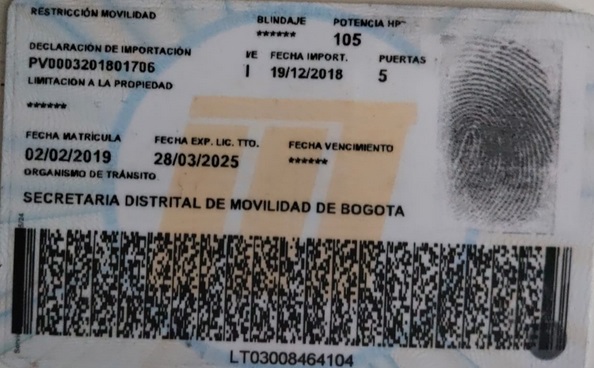 RESTRICCIÓN MOVILIDAD BLINDAJE POTENCIA HP
****** 105
DECLARACIÓN DE IMPORTACIÓN VE FECHA IMPORT. PUERTAS
PV0003201801706 I 19/12/2018 5
LIMITACIÓN A LA PROPIEDAD
******
FECHA MATRÍCULA FECHA EXP. LIC. TTO. FECHA VENCIMIENTO
02/02/2019 28/03/2025 ******
ORGANISMO DE TRÁNSITO
SECRETARIA DISTRITAL DE MOVILIDAD DE BOGOTA
LT03008464104